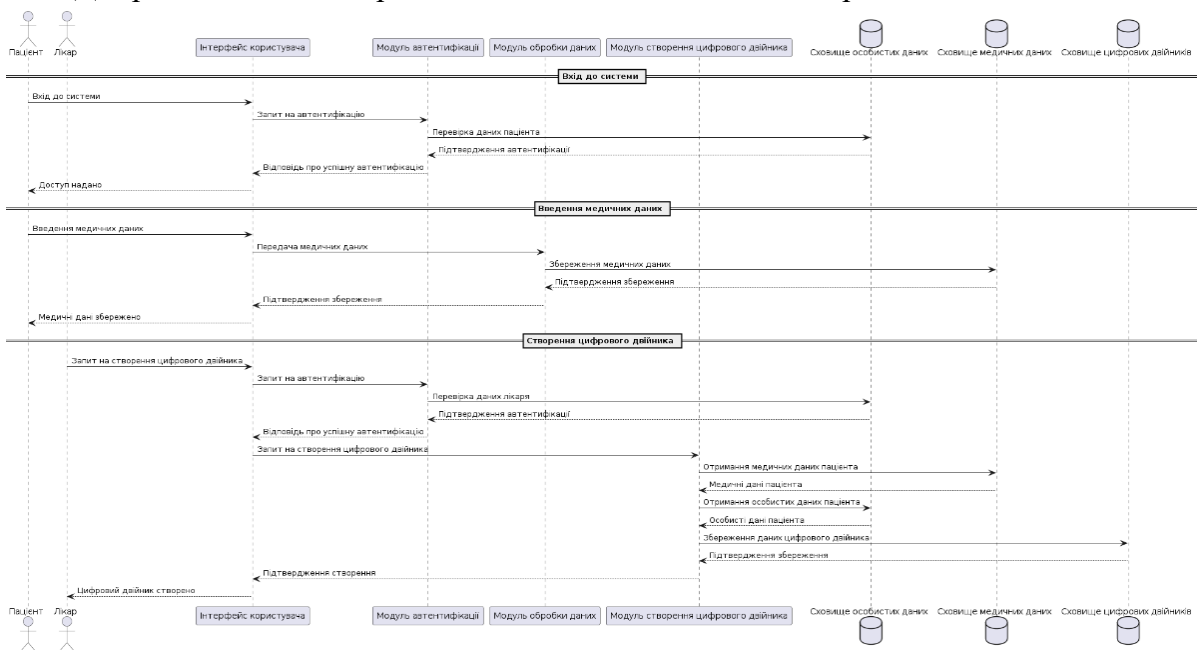 Пацієнт
Лікар
Інтерфейс користувача
Модуль автентифікації
Модуль обробки даних
Модуль створення цифрового двійника
Сховище особистих даних
Сховище медичних даних
Сховище цифрових двійників
Вхід до системи
Вхід до системи
Запит на автентифікацію
Перевірка даних пацієнта
Підтвердження автентифікації
Відповідь про успішну автентифікацію
Доступ надано
Введення медичних даних
Введення медичних даних
Передача медичних даних
Збереження медичних даних
Підтвердження збереження
Підтвердження збереження
Медичні дані збережено
Створення цифрового двійника
Запит на створення цифрового двійника
Запит на автентифікацію
Перевірка даних лікаря
Підтвердження автентифікації
Відповідь про успішну автентифікацію
Запит на створення цифрового двійника
Отримання медичних даних пацієнта
Медичні дані пацієнта
Отримання особистих даних пацієнта
Особисті дані пацієнта
Збереження даних цифрового двійника
Підтвердження збереження
Підтвердження створення
Цифровий двійник створено
Пацієнт
Лікар
Інтерфейс користувача
Модуль автентифікації
Модуль обробки даних
Модуль створення цифрового двійника
Сховище особистих даних
Сховище медичних даних
Сховище цифрових двійників